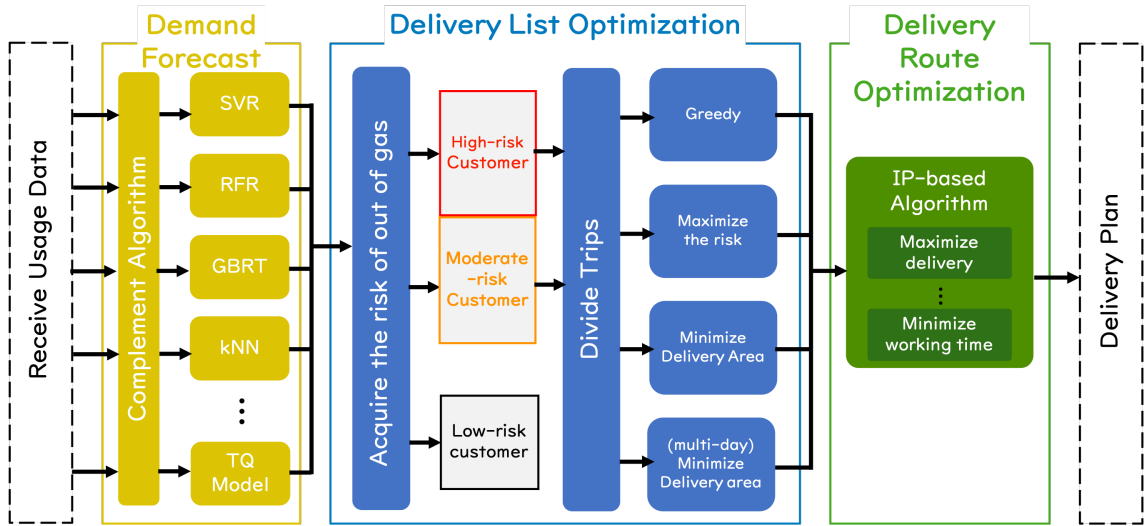 Receive Usage Data
Demand
Forecast
Complement Algorithm
SVR
RFR
GBRT
kNN
⋮
TQ
Model
Delivery List Optimization
Acquire the risk of out of gas
High-risk
Customer
Moderate
-risk
Customer
Low-risk
customer
Divide Trips
Greedy
Maximize
the risk
Minimize
Delivery Area
(multi-day)
Minimize
Delivery area
Delivery
Route
Optimization
IP-based
Algorithm
Maximize
delivery
⋮
Minimize
working time
Delivery Plan